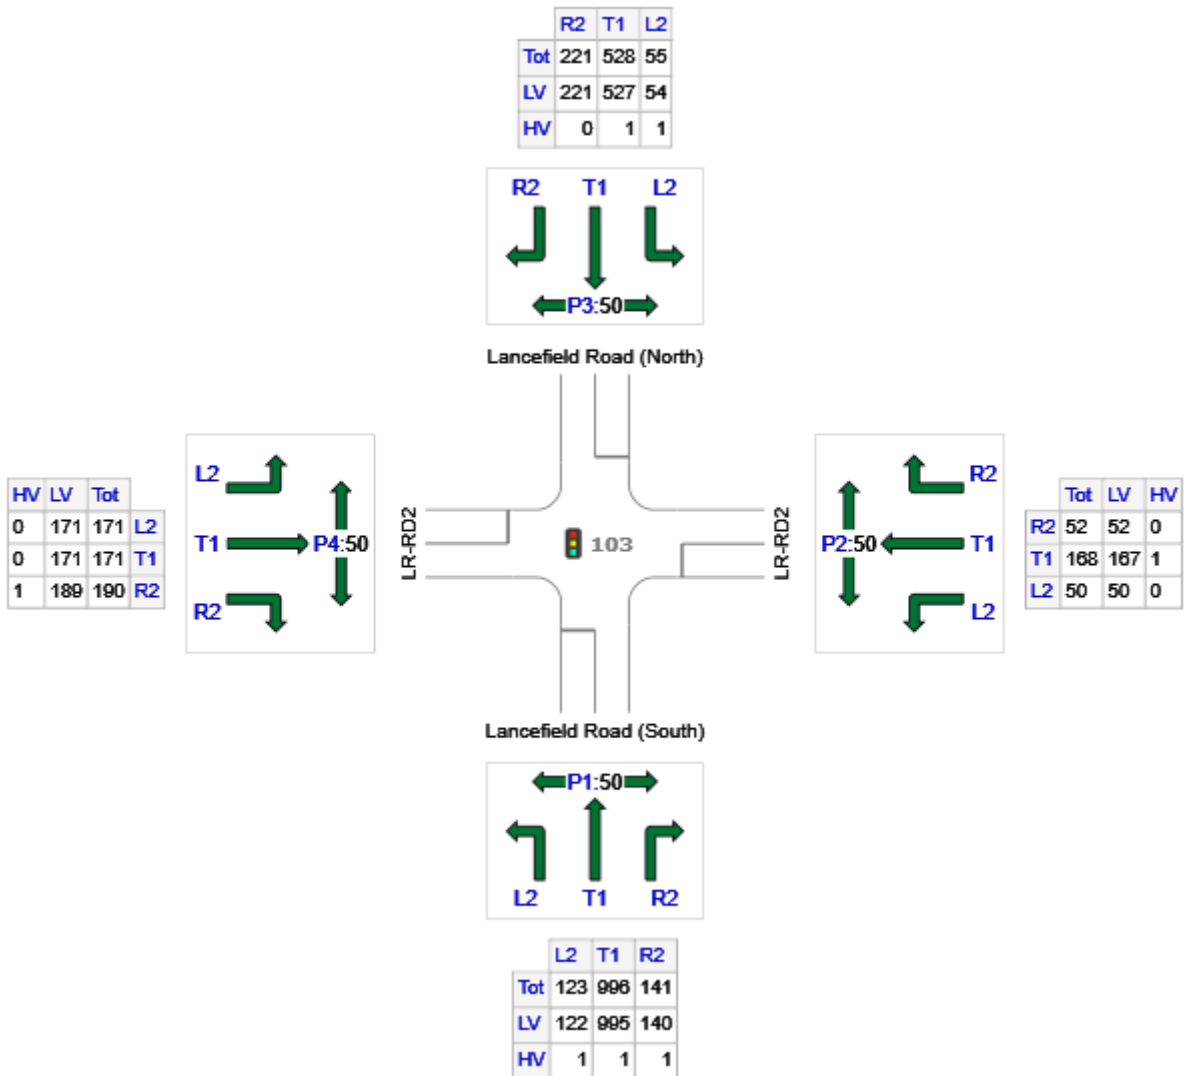 R2 T1 L2
Tot 221 528 55
LV 221 527 54
HV 0 1 1
R2 T1 L2
P3:50
Lancefield Road (North)
HV LV Tot
0 171 171 L2
0 171 171 T1
1 189 190 R2
L2
T1
R2
P4:50
LR-RD2
103
LR-RD2
P2:50
R2
T1
L2
Tot LV HV
R2 52 52 0
T1 168 167 1
L2 50 50 0
Lancefield Road (South)
P1:50
L2 T1 R2
L2 T1 R2
Tot 123 996 141
LV 122 995 140
HV 1 1 1